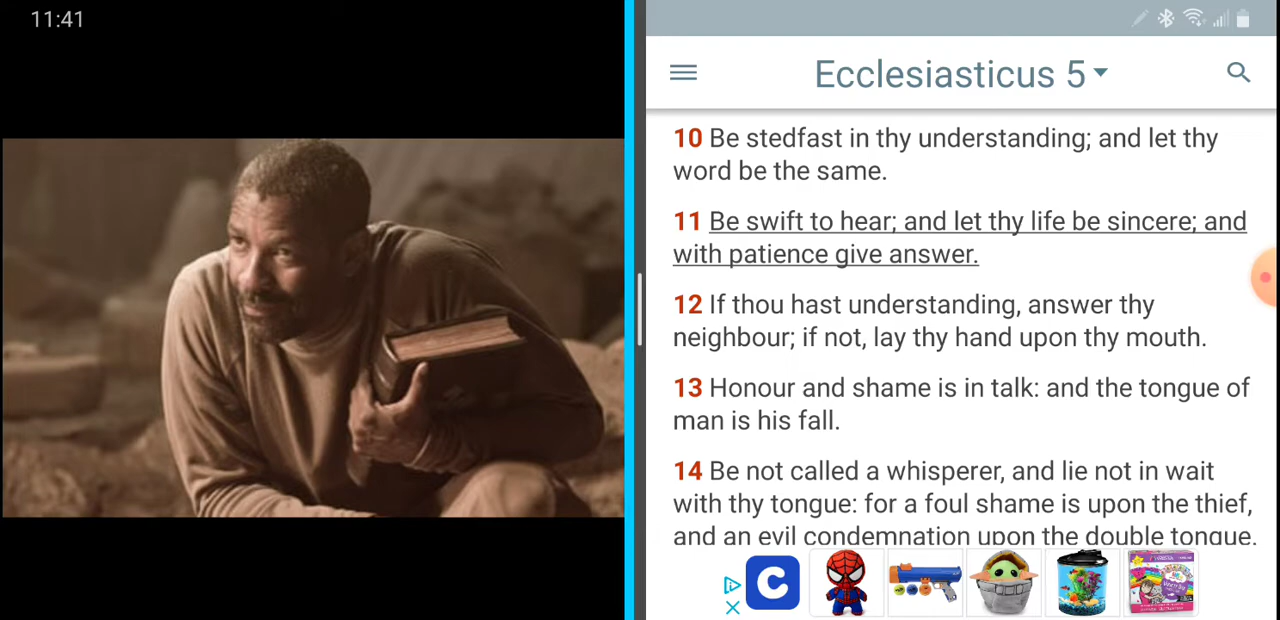 11:41
Ecclesiasticus 5
10 Be stedfast in thy understanding; and let thy
word be the same.
11 Be swift to hear; and let thy life be sincere; and
with patience give answer.
12 If thou hast understanding, answer thy
neighbour; if not, lay thy hand upon thy mouth.
13 Honour and shame is in talk: and the tongue of
man is his fall.
14 Be not called a whisperer, and lie not in wait
with thy tongue: for a foul shame is upon the thief,
and an evil condemnation upon the double tongue.
C